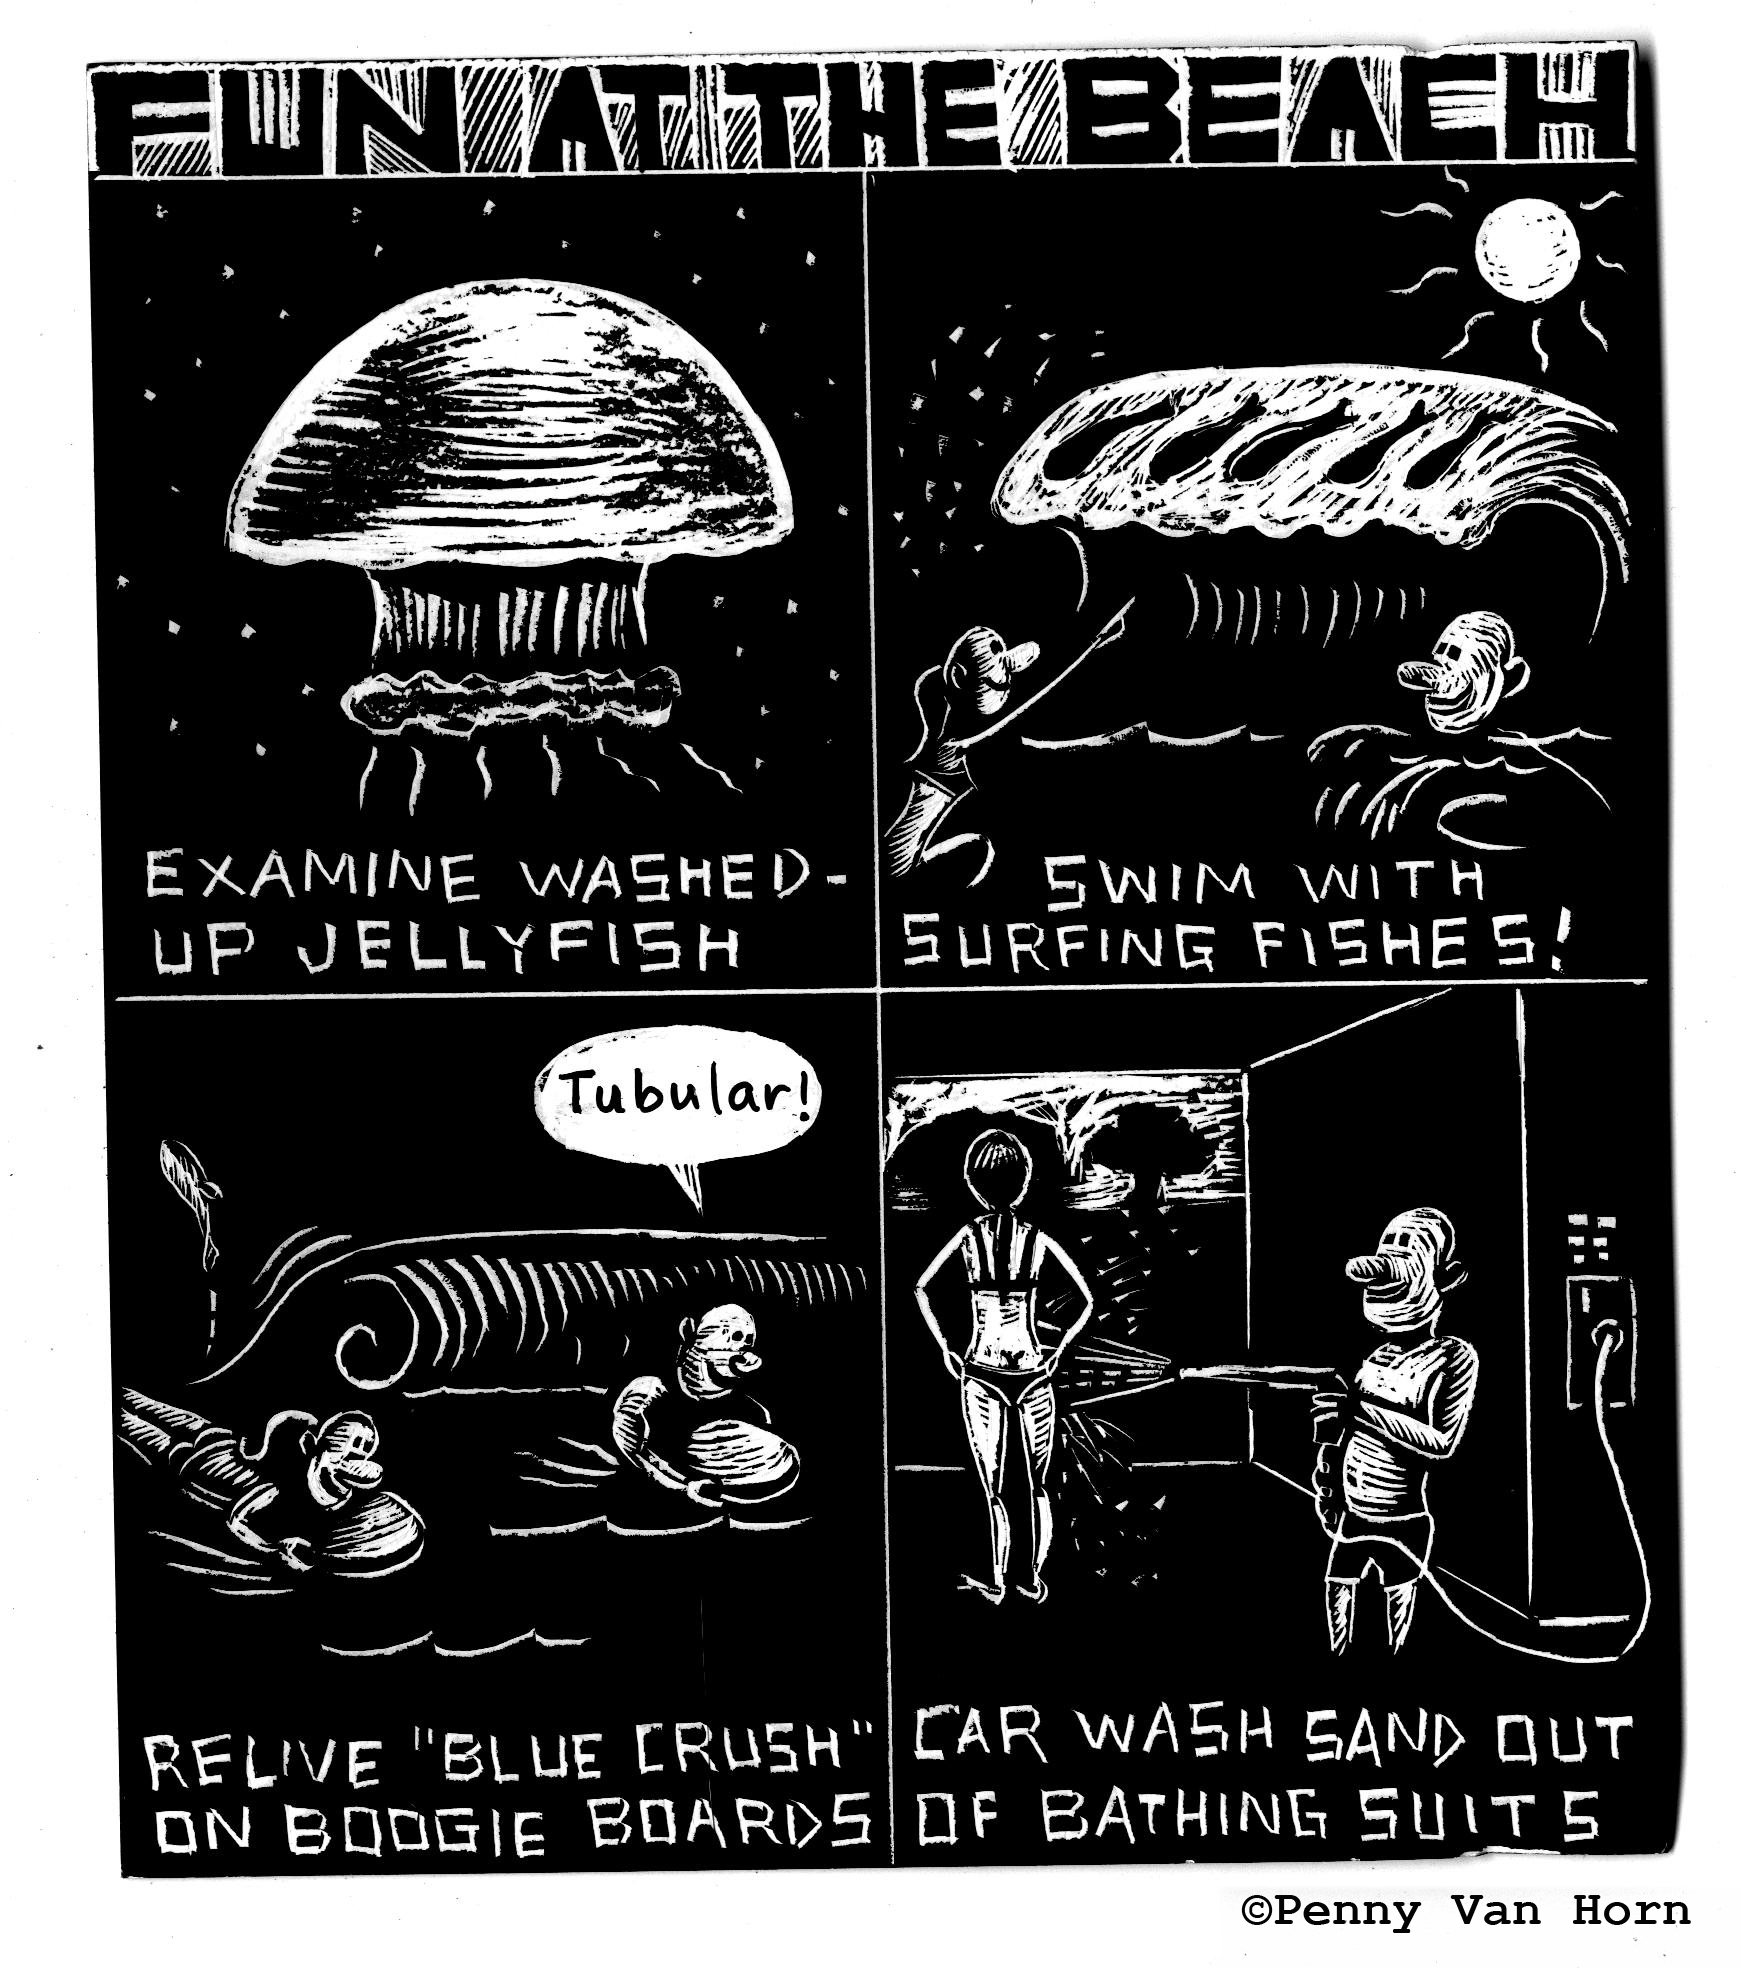 FUN AT THE BEACH
EXAMINE WASHED-
UP JELLYFISH
SWIM WITH
SURFING FISHES!
Tubular!
RELIVE "BLUE CRUSH"
ON BOOGIE BOARDS
CAR WASH SAND OUT
OF BATHING SUITS
©Penny Van Horn